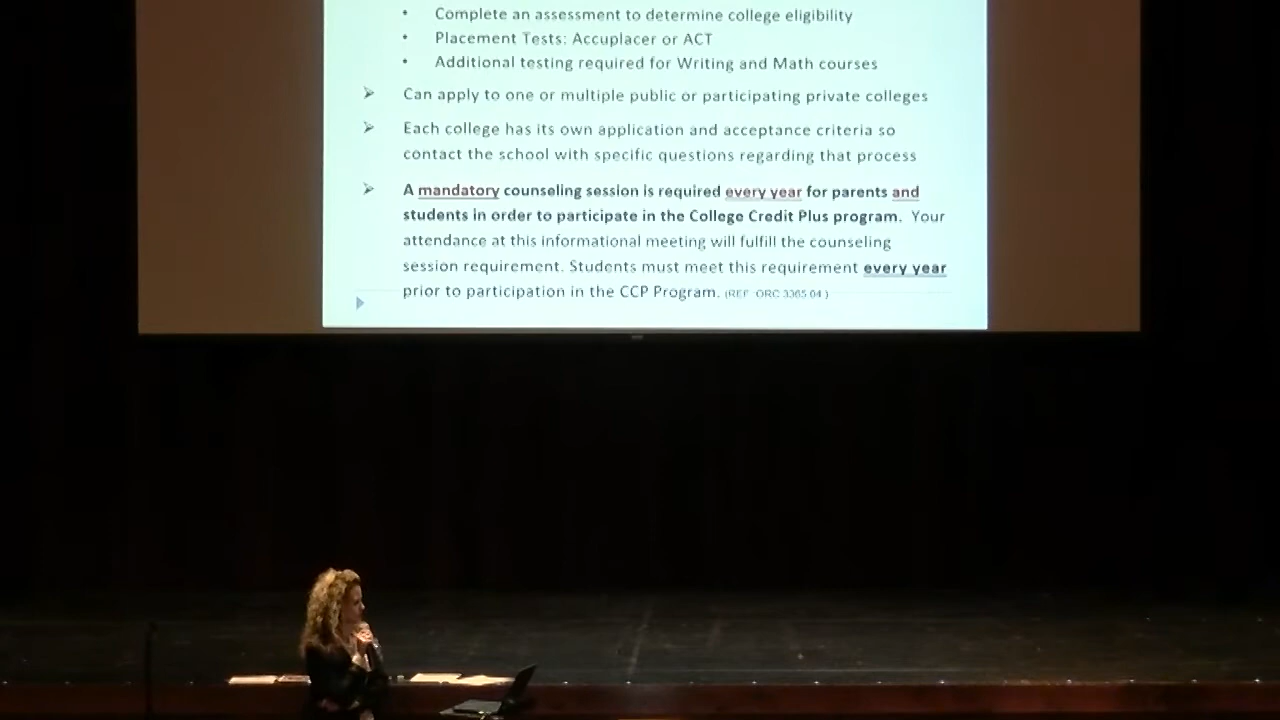 • Complete an assessment to determine college eligibility
• Placement Tests: Accuplacer or ACT
• Additional testing required for Writing and Math courses
➢ Can apply to one or multiple public or participating private colleges
➢ Each college has its own application and acceptance criteria so
contact the school with specific questions regarding that process
➢ A mandatory counseling session is required every year for parents and
students in order to participate in the College Credit Plus program. Your
attendance at this informational meeting will fulfill the counseling
session requirement. Students must meet this requirement every year
prior to participation in the CCP Program. (REF ORC 3365.04 )